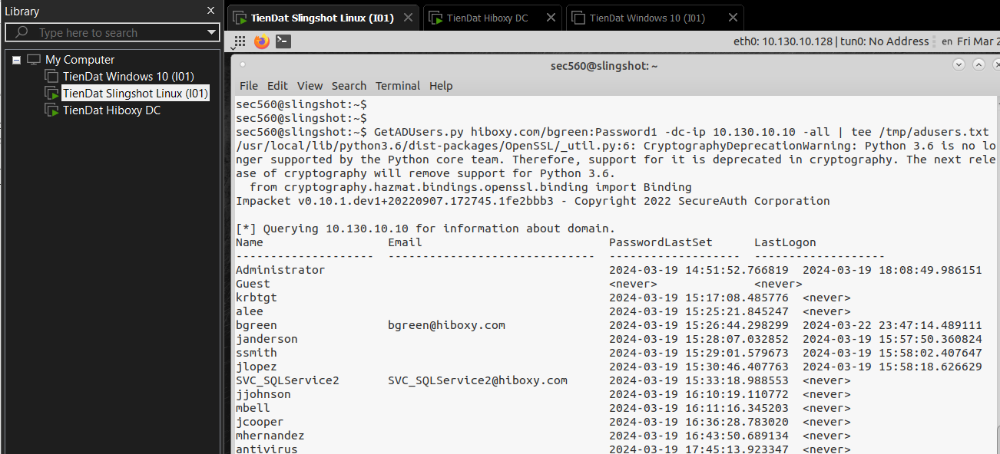 Library
Type here to search
My Computer
TienDat Windows 10 (I01)
TienDat Slingshot Linux (I01)
TienDat Hiboxy DC
TienDat Slingshot Linux (I01) TienDat Hiboxy DC TienDat Windows 10 (I01)
eth0: 10.130.10.128 | tun0: No Address en Fri Mar 2
sec560@slingshot: ~
File Edit View Search Terminal Help
sec560@slingshot:~$
sec560@slingshot:~$
sec560@slingshot:~$ GetADUsers.py hiboxy.com/bgreen:Password1 -dc-ip 10.130.10.10 -all | tee /tmp/adusers.txt
/usr/local/lib/python3.6/dist-packages/OpenSSL/_util.py:6: CryptographyDeprecationWarning: Python 3.6 is no lo
nger supported by the Python core team. Therefore, support for it is deprecated in cryptography. The next rele
ase of cryptography will remove support for Python 3.6.
  from cryptography.hazmat.bindings.openssl.binding import Binding
Impacket v0.10.1.dev1+20220907.172745.1fe2bbb3 - Copyright 2022 SecureAuth Corporation
[*] Querying 10.130.10.10 for information about domain.
Name                  Email                           PasswordLastSet      LastLogon
--------------------  ------------------------------  -------------------  -------------------
Administrator                                         2024-03-19 14:51:52.766819  2024-03-19 18:08:49.986151
Guest                                                 <never>              <never>
krbtgt                                                2024-03-19 15:17:08.485776  <never>
alee                                                  2024-03-19 15:25:21.845247  <never>
bgreen                bgreen@hiboxy.com               2024-03-19 15:26:44.298299  2024-03-22 23:47:14.489111
janderson                                             2024-03-19 15:28:07.032852  2024-03-19 15:57:50.360824
ssmith                                                2024-03-19 15:29:01.579673  2024-03-19 15:58:02.407647
jlopez                                                2024-03-19 15:30:46.407763  2024-03-19 15:58:18.626629
SVC_SQLService2       SVC_SQLService2@hiboxy.com      2024-03-19 15:33:18.988553  <never>
jjohnson                                              2024-03-19 16:10:19.110772  <never>
mbell                                                 2024-03-19 16:11:16.345203  <never>
jcooper                                               2024-03-19 16:36:28.783020  <never>
mhernandez                                            2024-03-19 16:43:50.689134  <never>
antivirus                                             2024-03-19 17:45:13.923347  <never>